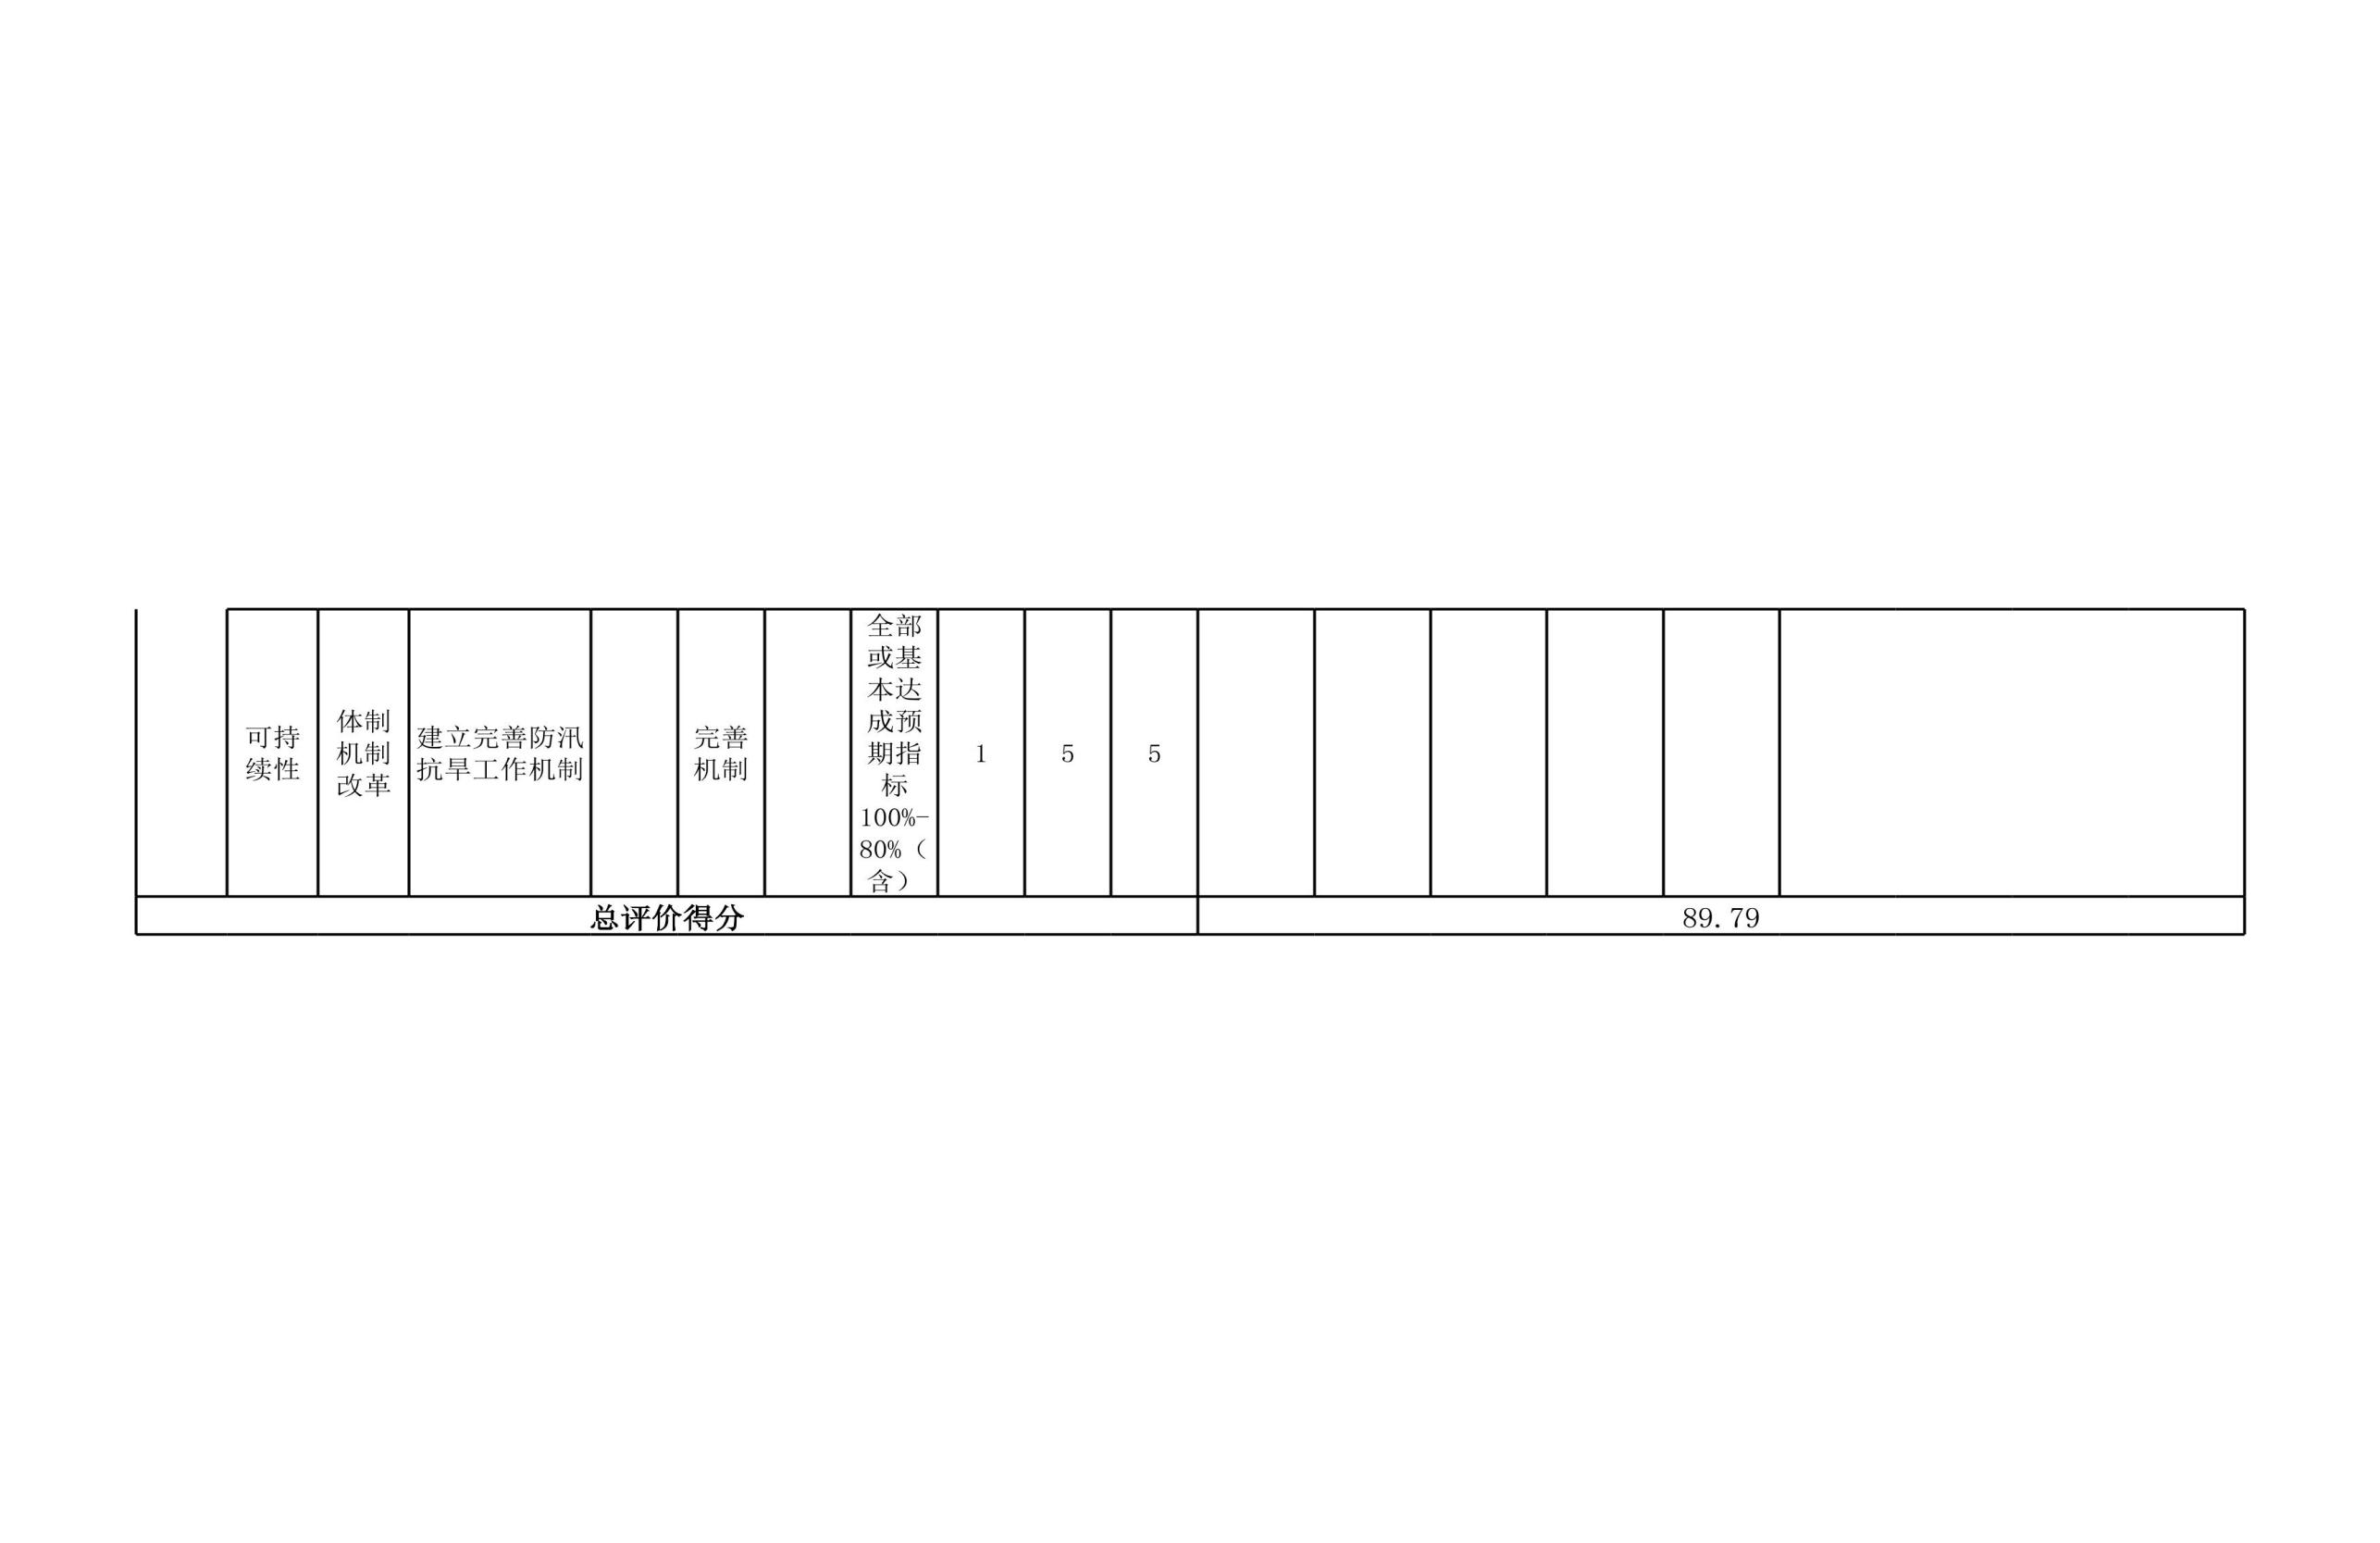 可持
续性
体制
机制
改革
建立完善防汛
抗旱工作机制
完善
机制
全部
或基
本达
成预
期指
标
100%-
80%（
含）
1
5
5
总评价得分
89.79